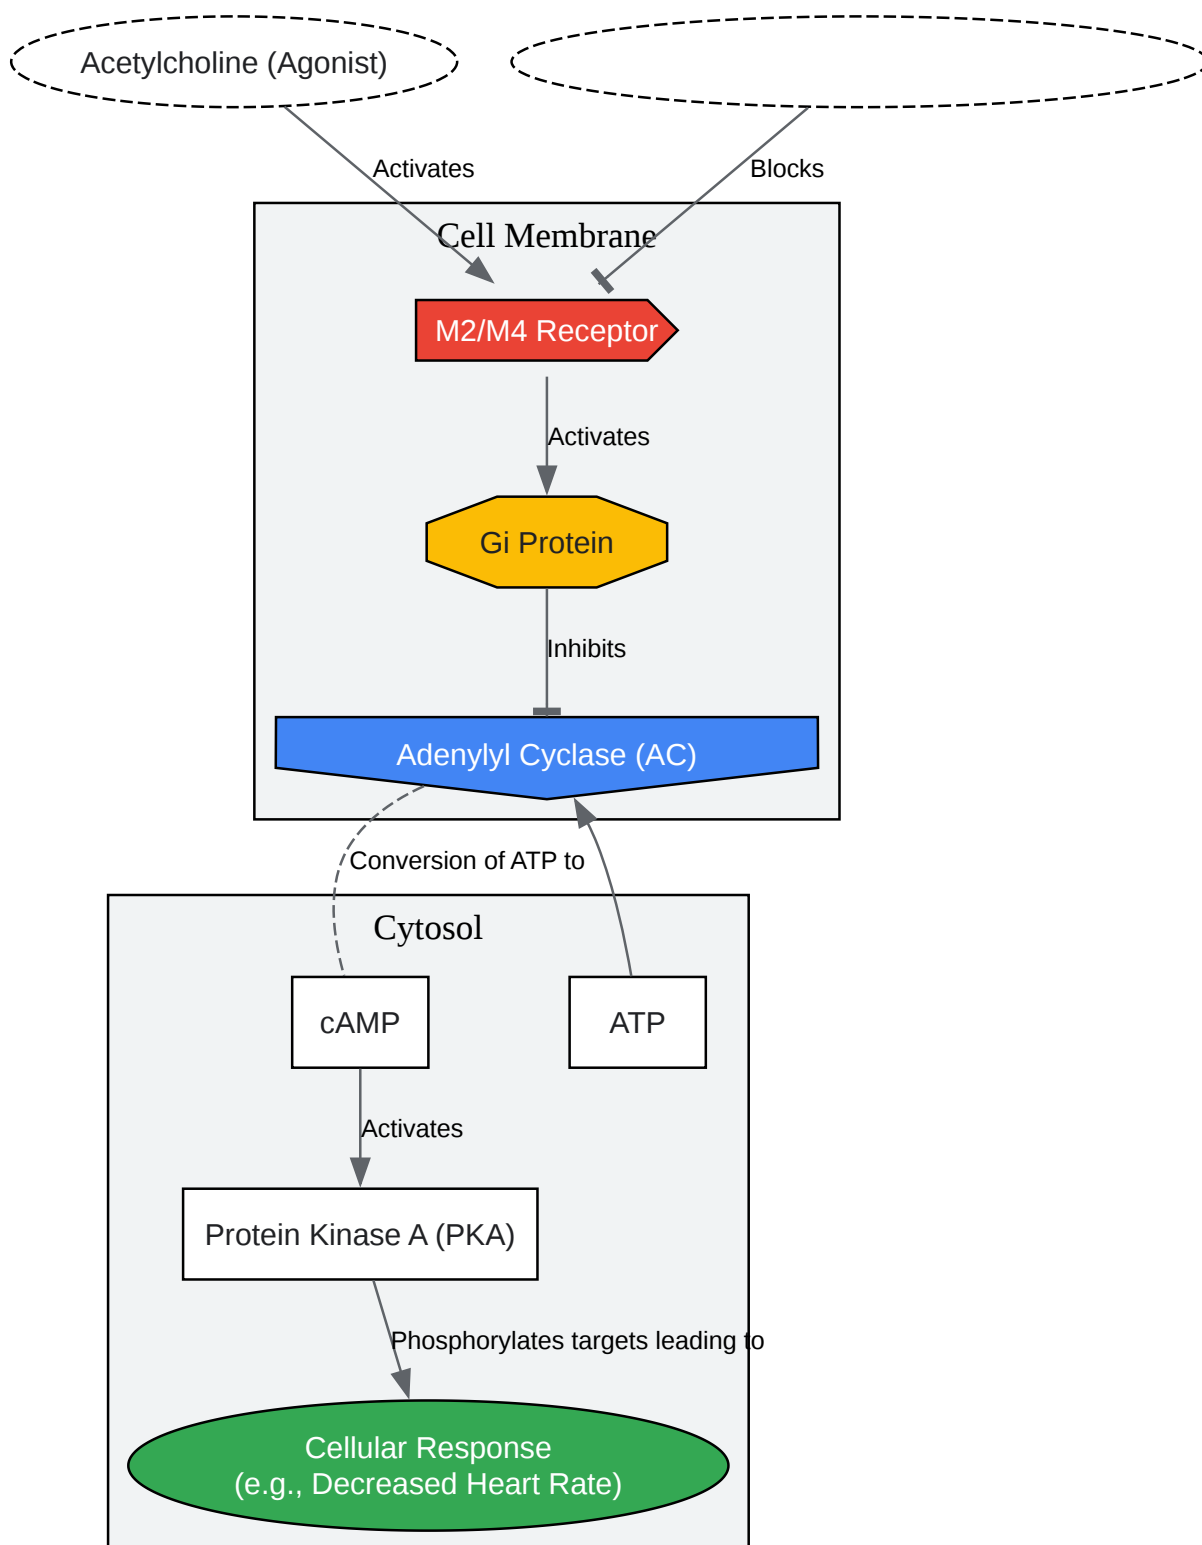 Acetylcholine (Agonist)
Activates
Blocks
Cell Membrane
M2/M4 Receptor
Activates
Gi Protein
Inhibits
Adenylyl Cyclase (AC)
Conversion of ATP to
Cytosol
cAMP
ATP
Activates
Protein Kinase A (PKA)
Phosphorylates targets leading to
Cellular Response
(e.g., Decreased Heart Rate)